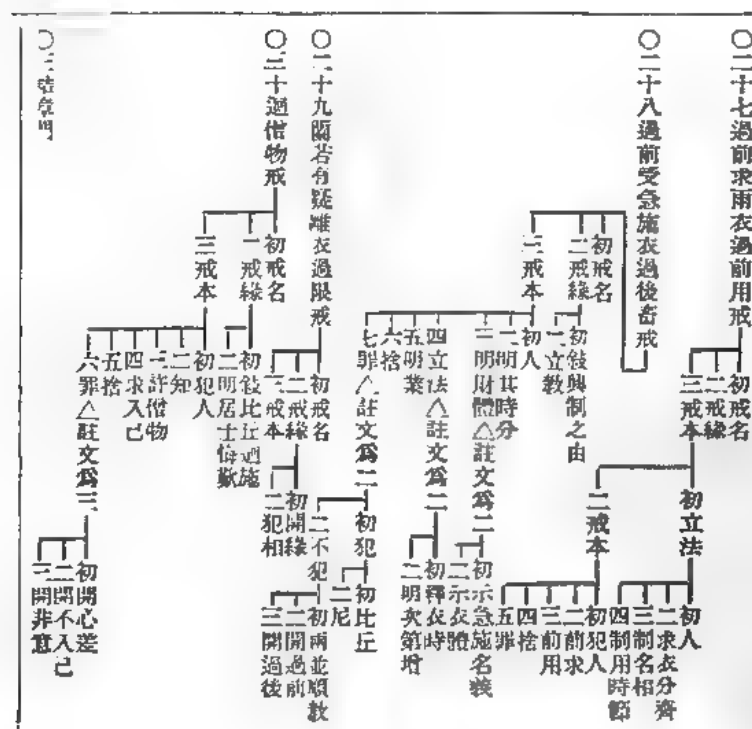 〇二十七過前求雨衣過前用戒
初戒名
二戒緣
三戒本
初立法
初人
二求衣分齊
三制名相
四制用時節
二戒本
初犯人
二前求
三前用
四捨
五罪
〇二十八過前受急施衣過後畜戒
初戒名
二戒緣
初敍興制之由
二立教
三戒本
初人
二明其時分
三明財體△註文爲二
初示急施名義
二示衣體
四立法△註文爲二
初釋衣時
二明次第增
五明業
六捨
七罪△註文爲二
初犯
初比丘
二尼
二不犯
初兩並順教
二開過前
三開過後
〇二十九蘭若有疑離衣過限戒
初戒名
二戒緣
三戒本
初開緣
二犯相
〇三十迴僧物戒
初戒名
二戒緣
初敍比丘迴施
二明居士悔歎
三戒本
初犯人
二知
三許僧物
四求入己
五捨
六罪△註文爲三
初開心差
二開不入己
三開非意
〇三